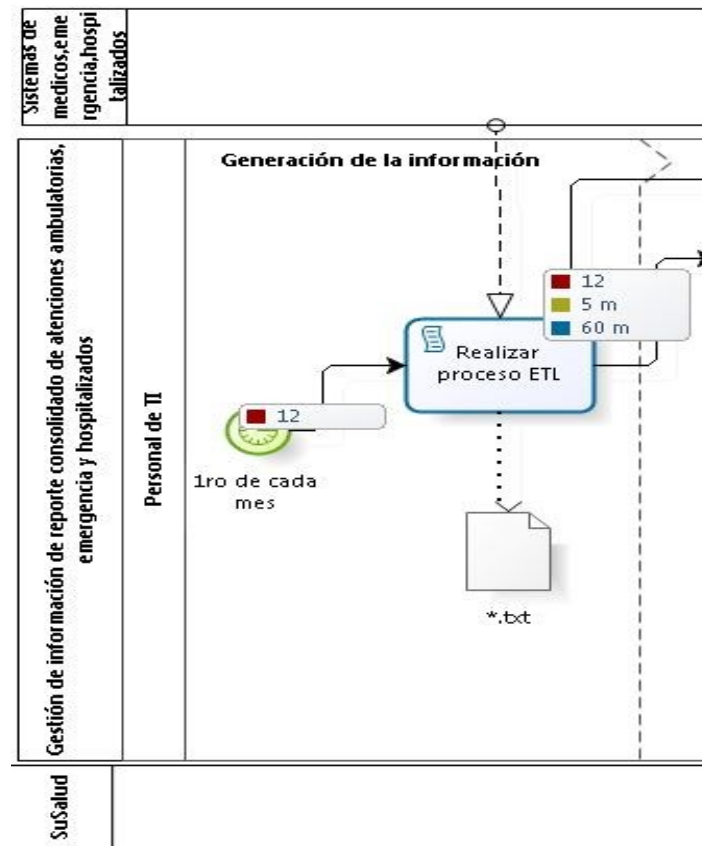 Sistemas de
medicos,eme
rgencia,hospi
talizados
Gestión de información de reporte consolidado de atenciones ambulatorias,
emergencia y hospitalizados
Personal de TI
Generación de la información
12
5 m
60 m
Realizar
proceso ETL
12
1ro de cada
mes
*.txt
SuSalud